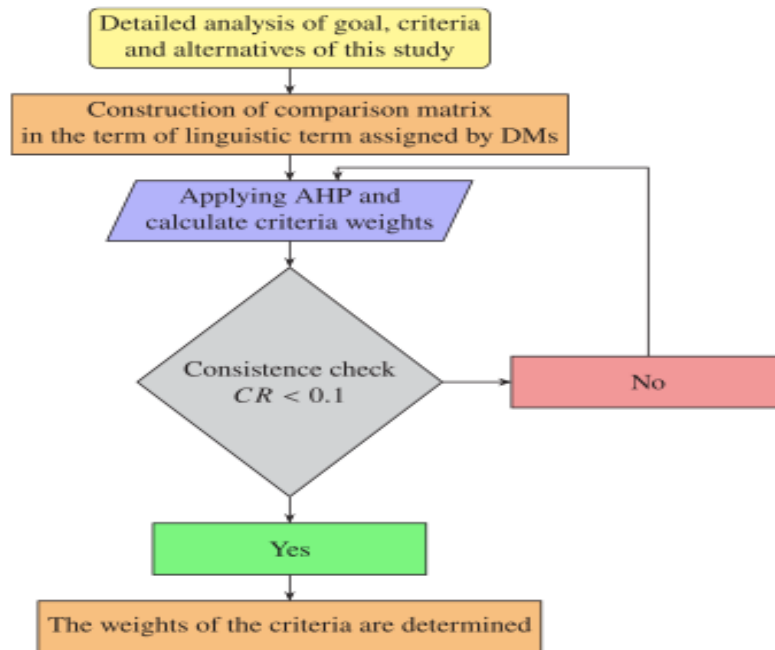 Detailed analysis of goal, criteria
and alternatives of this study
Construction of comparison matrix
in the term of linguistic term assigned by DMs
Applying AHP and
calculate criteria weights
Consistence check
CR < 0.1
No
Yes
The weights of the criteria are determined